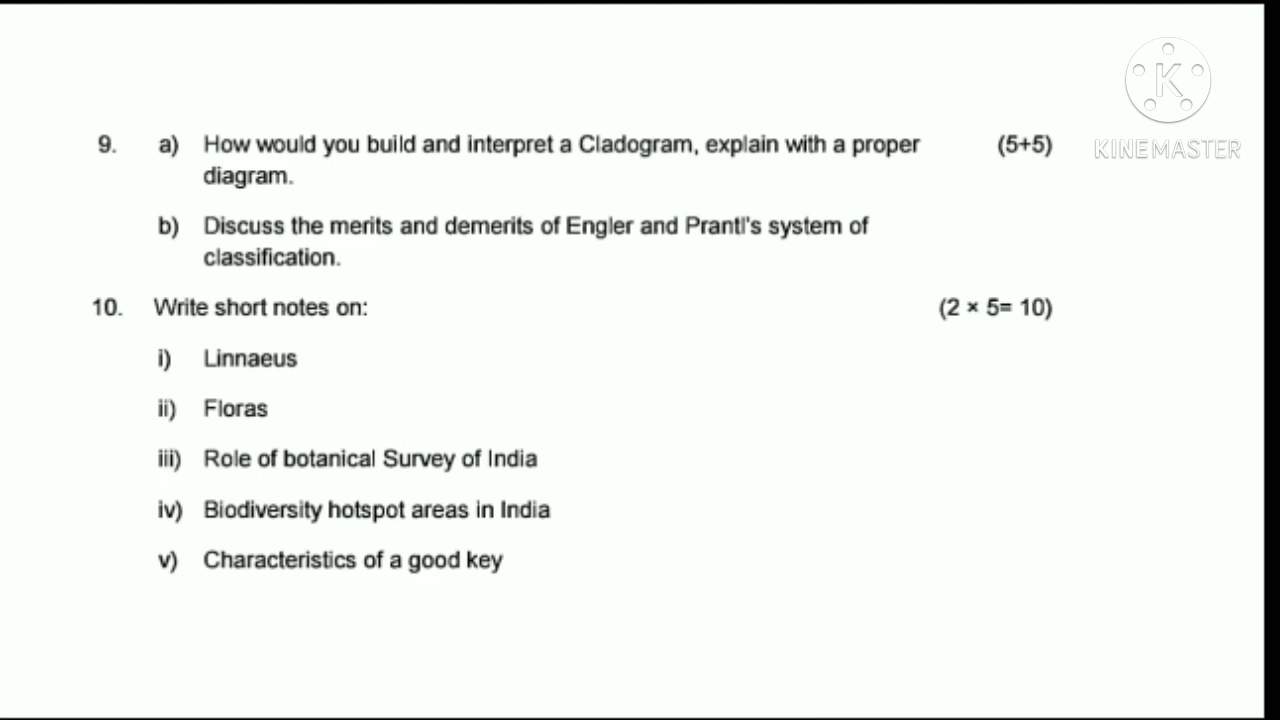 9. a) How would you build and interpret a Cladogram, explain with a proper (5+5)
diagram.
b) Discuss the merits and demerits of Engler and Prantl's system of
classification.
10. Write short notes on: (2 × 5= 10)
i) Linnaeus
ii) Floras
iii) Role of botanical Survey of India
iv) Biodiversity hotspot areas in India
v) Characteristics of a good key
K
KINEMASTER